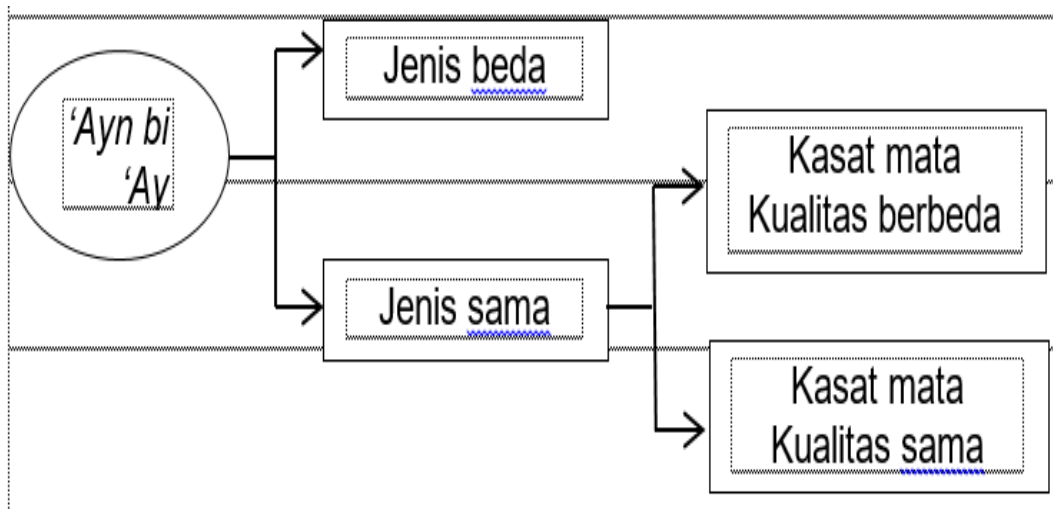 ‘Ayn bi
‘Ay
Jenis beda
Jenis sama
Kasat mata
Kualitas berbeda
Kasat mata
Kualitas sama